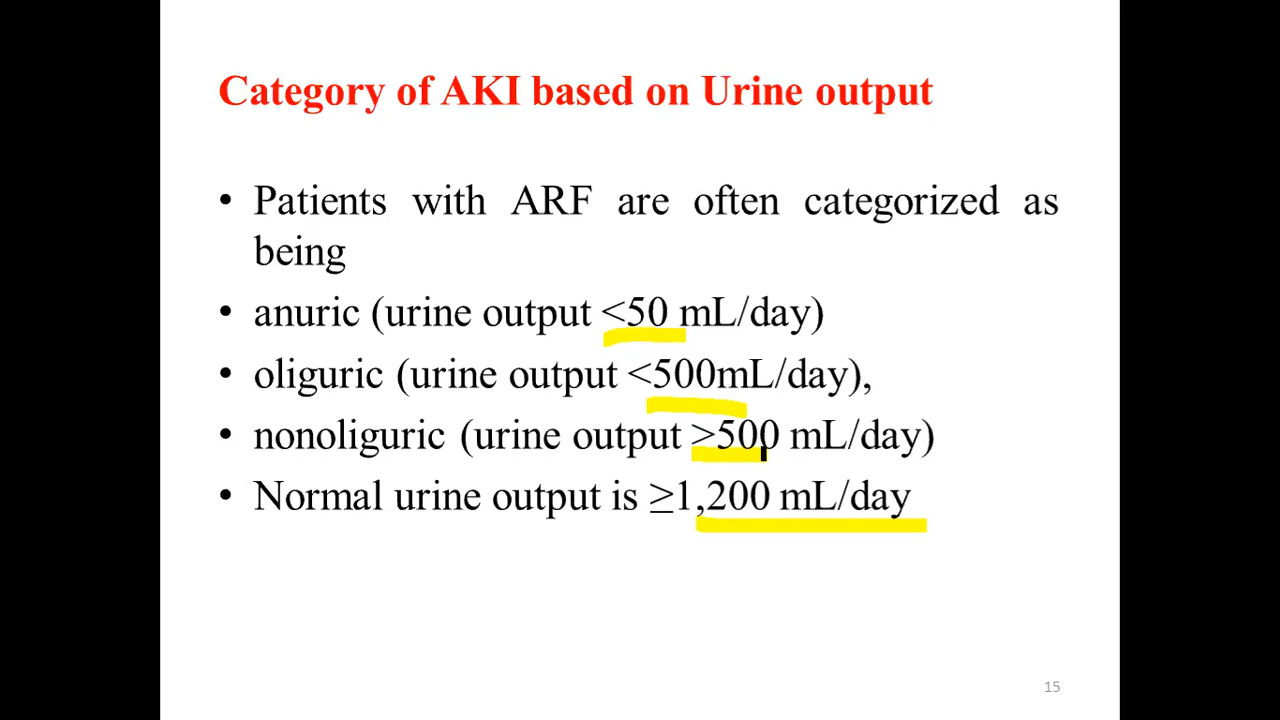 Category of AKI based on Urine output
• Patients with ARF are often categorized as
being
• anuric (urine output <50 mL/day)
• oliguric (urine output <500mL/day),
• nonoliguric (urine output >500 mL/day)
• Normal urine output is ≥1,200 mL/day
15